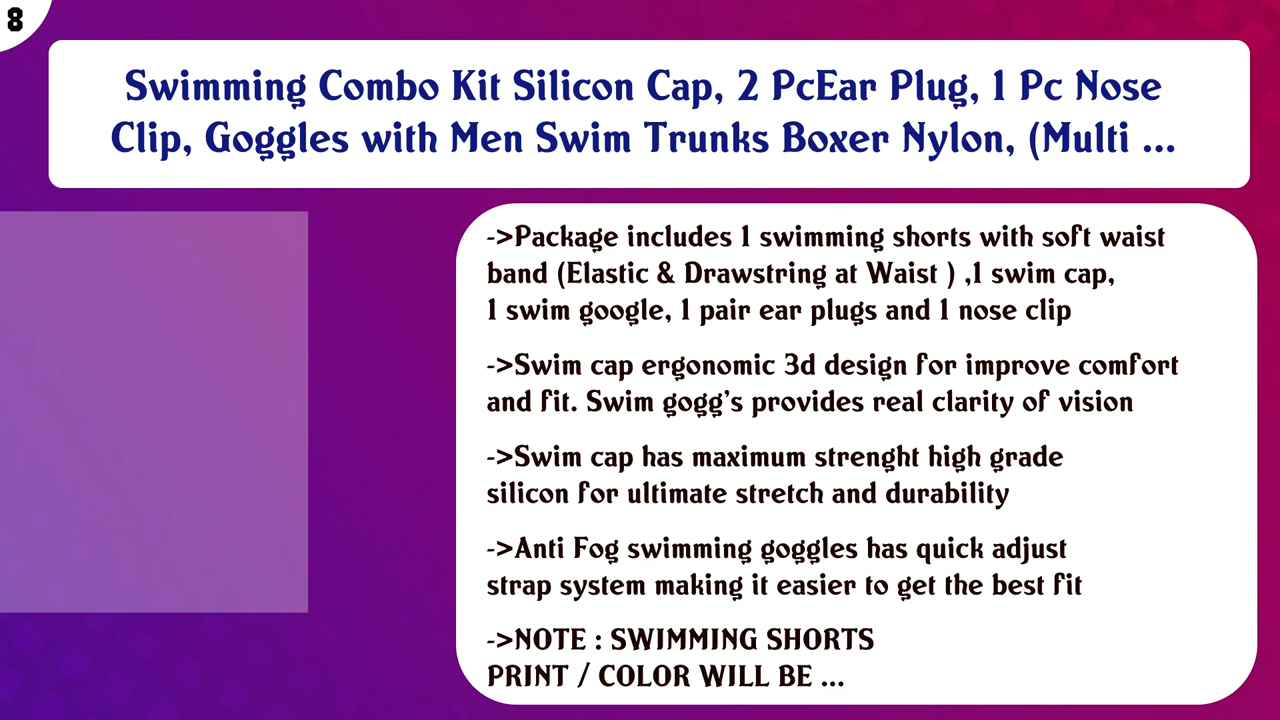 8
Swimming Combo Kit Silicon Cap, 2 PcEar Plug, 1 Pc Nose
Clip, Goggles with Men Swim Trunks Boxer Nylon, (Multi ...
->Package includes 1 swimming shorts with soft waist
band (Elastic & Drawstring at Waist ) ,1 swim cap,
1 swim google, 1 pair ear plugs and 1 nose clip
->Swim cap ergonomic 3d design for improve comfort
and fit. Swim gogg's provides real clarity of vision
->Swim cap has maximum strenght high grade
silicon for ultimate stretch and durability
->Anti Fog swimming goggles has quick adjust
strap system making it easier to get the best fit
->NOTE : SWIMMING SHORTS
PRINT / COLOR WILL BE ...